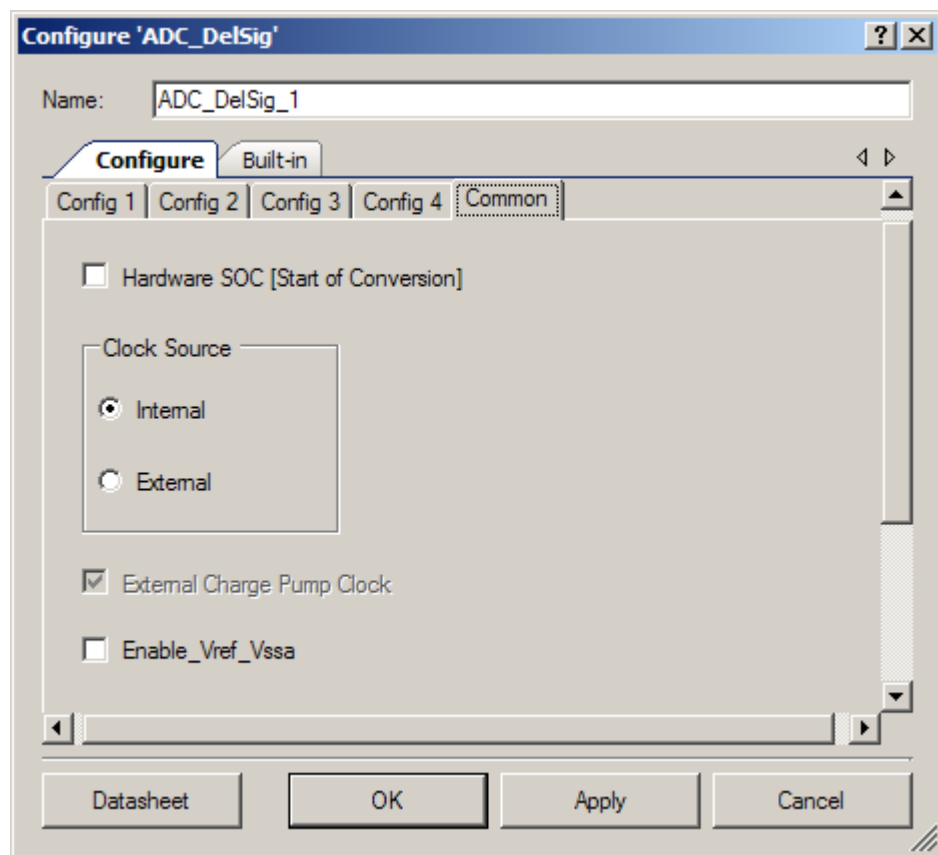 Configure 'ADC_DelSig'
Name: ADC_DelSig_1
Configure Built-in
Config 1 Config 2 Config 3 Config 4 Common
Hardware SOC [Start of Conversion]
Clock Source
Internal
External
External Charge Pump Clock
Enable_Vref_Vssa
Datasheet OK Apply Cancel